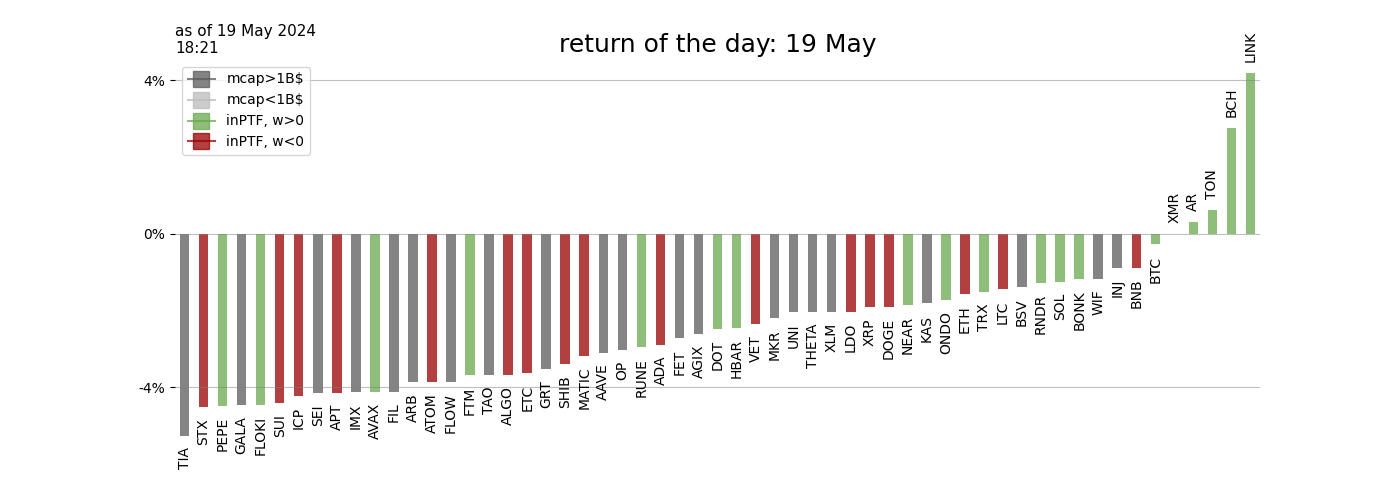 as of 19 May 2024
18:21
return of the day: 19 May
mcap>1B$
mcap<1B$
inPTF, w>0
inPTF, w<0
4%
0%
-4%
TIA
STX
PEPE
GALA
FLOKI
SUI
ICP
SEI
APT
IMX
AVAX
FIL
ARB
ATOM
FLOW
FTM
TAO
ALGO
ETC
GRT
SHIB
MATIC
AAVE
OP
RUNE
ADA
FET
AGIX
DOT
HBAR
VET
MKR
UNI
THETA
XLM
LDO
XRP
DOGE
NEAR
KAS
ONDO
ETH
TRX
LTC
BSV
RNDR
SOL
BONK
WIF
INJ
BNB
BTC
XMR
AR
TON
BCH
LINK